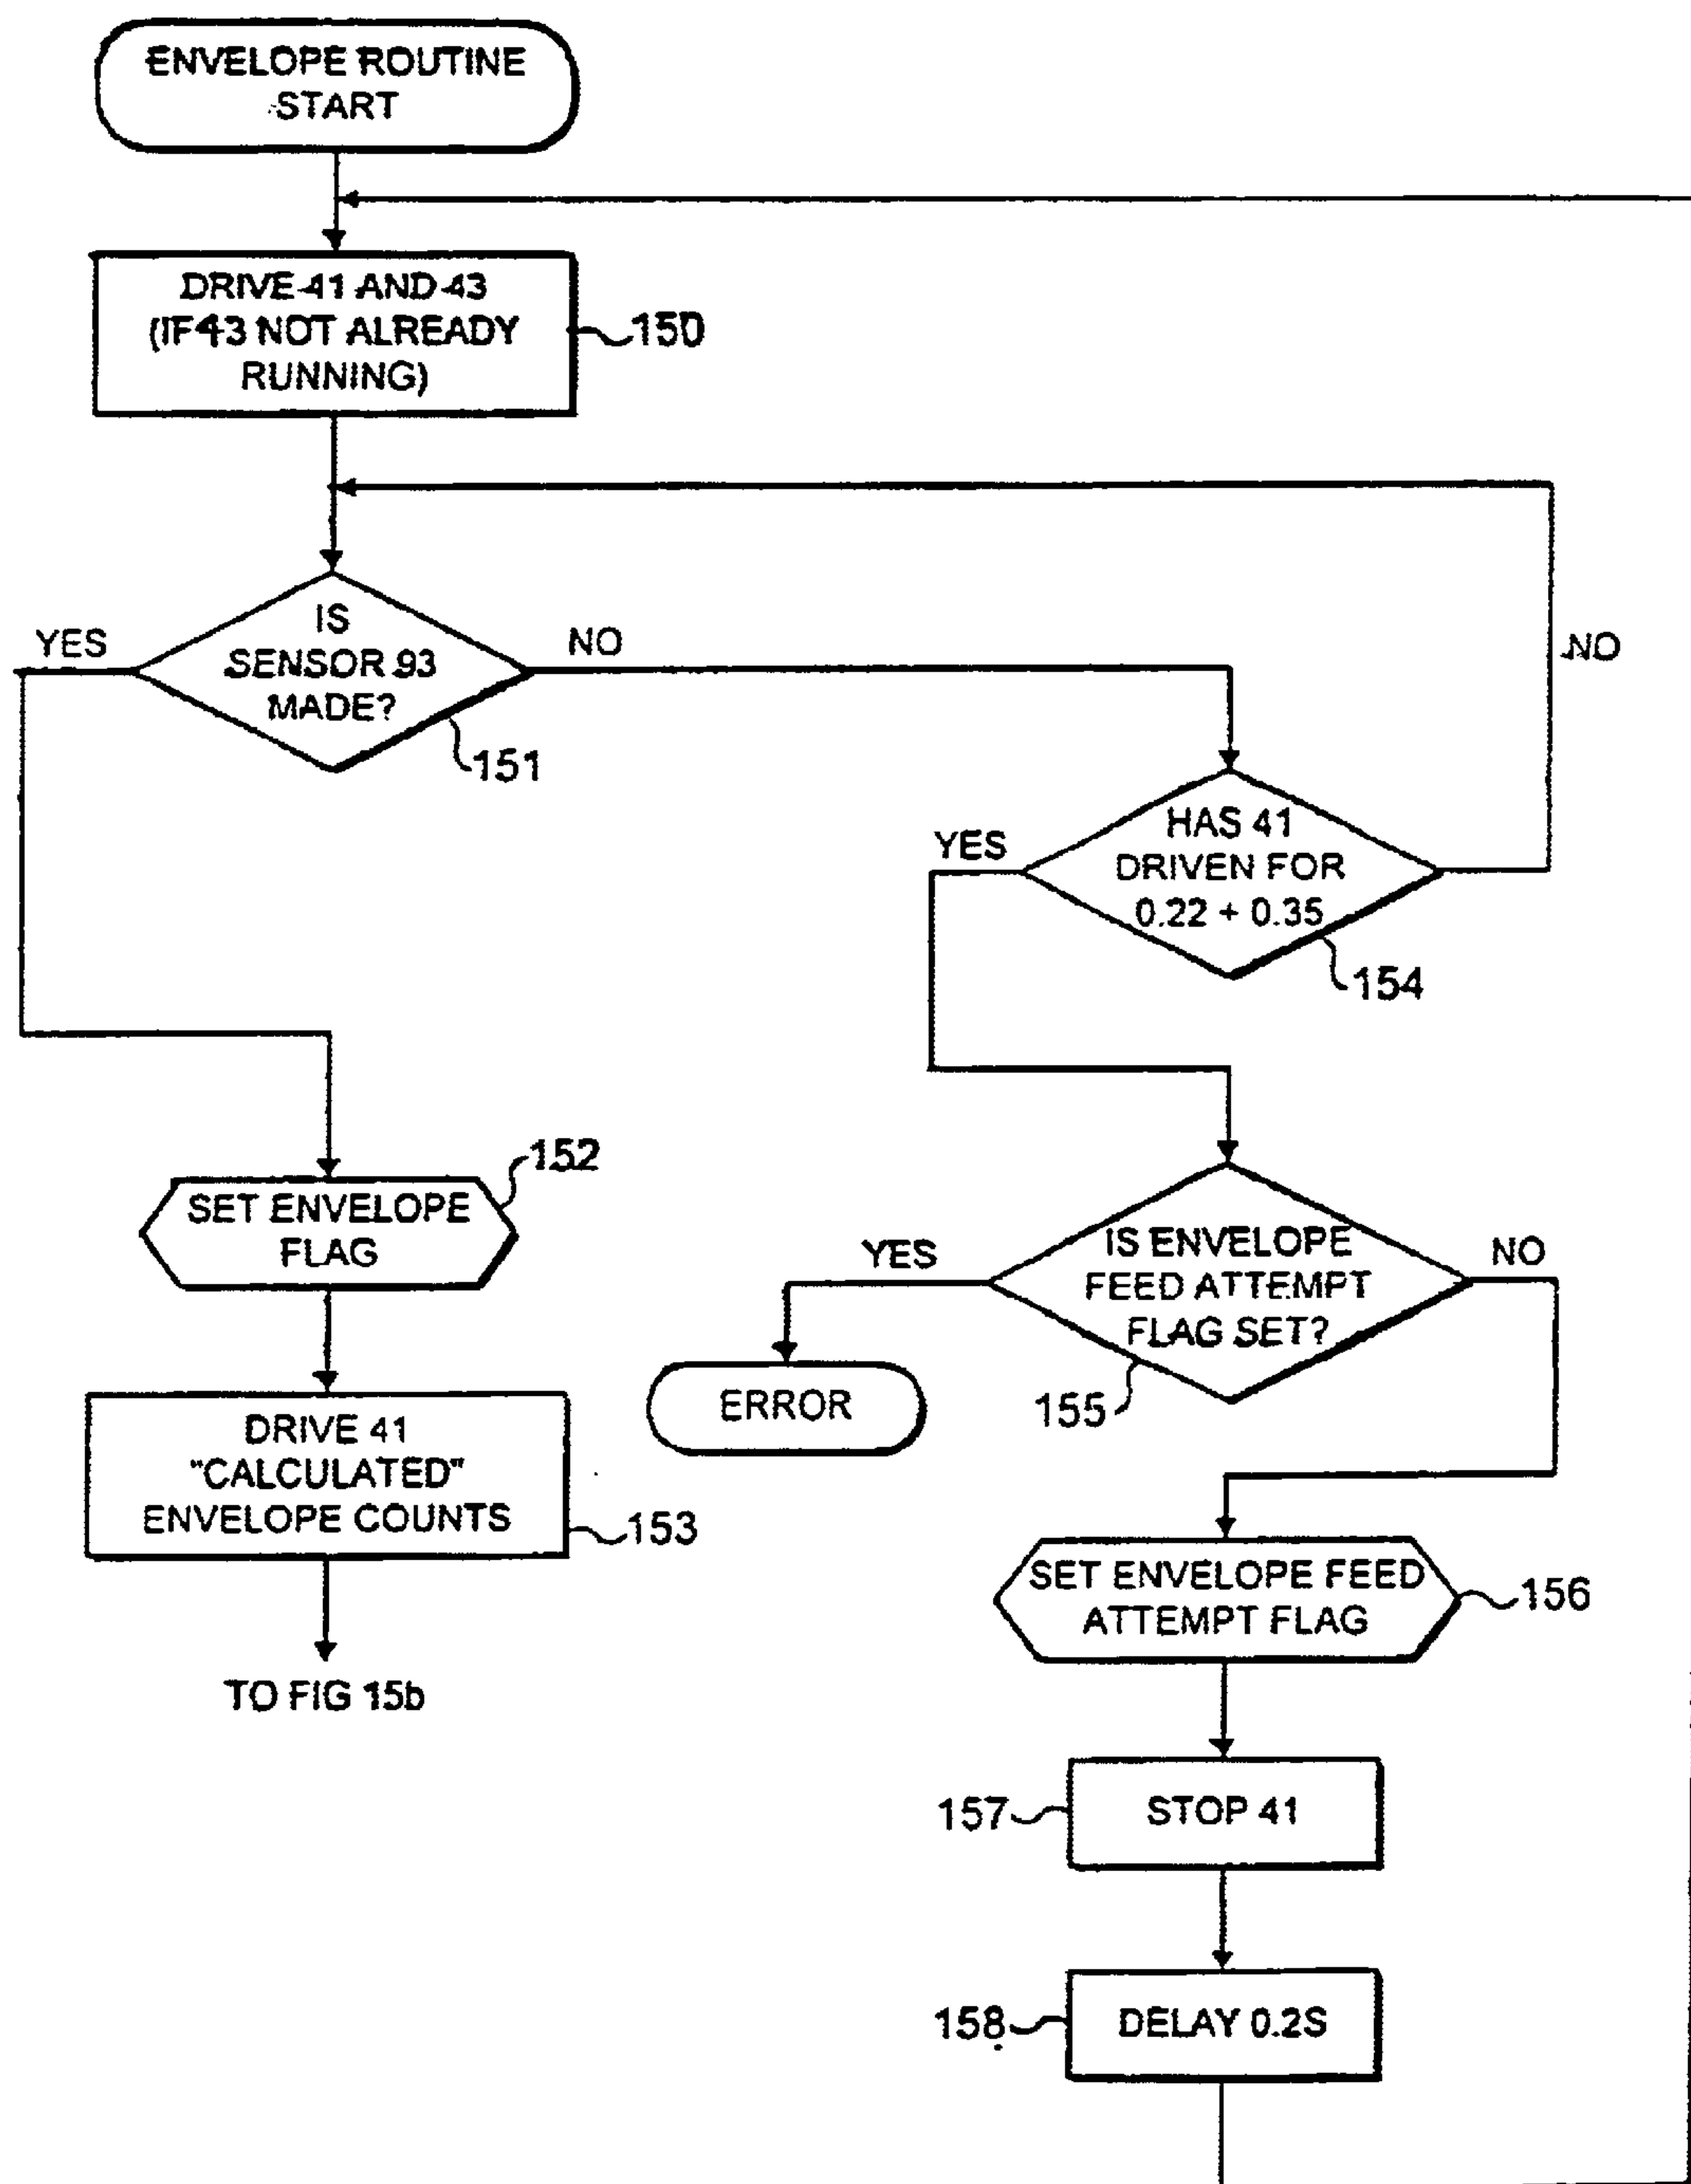 ENVELOPE ROUTINE
START
DRIVE 41 AND 43
(IF 43 NOT ALREADY
RUNNING)
150
IS
SENSOR 93
MADE?
YES
NO
151
HAS 41
DRIVEN FOR
0.22 + 0.35
YES
NO
154
SET ENVELOPE
FLAG
152
DRIVE 41
"CALCULATED"
ENVELOPE COUNTS
153
TO FIG 15b
IS ENVELOPE
FEED ATTEMPT
FLAG SET?
YES
NO
155
ERROR
SET ENVELOPE FEED
ATTEMPT FLAG
156
STOP 41
157
DELAY 0.2S
158